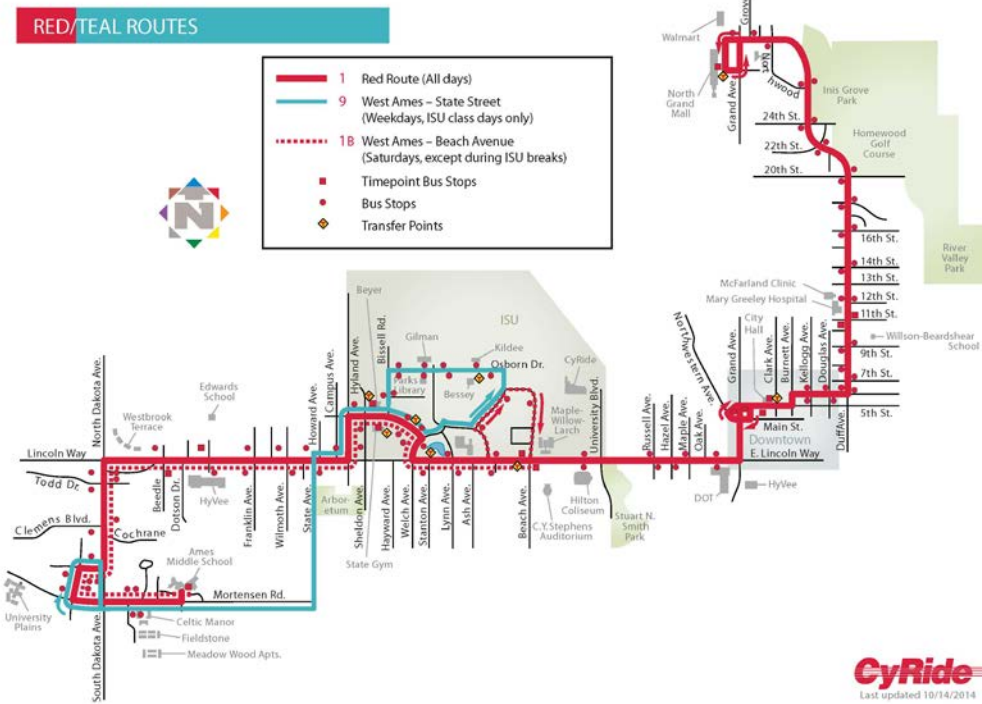 RED/TEAL ROUTES
1 Red Route (All days)
9 West Ames – State Street
(Weekdays, ISU class days only)
1B West Ames – Beach Avenue
(Saturdays, except during ISU breaks)
Timepoint Bus Stops
Bus Stops
Transfer Points
N
Walmart
Grove
Nort
hwood
North
Grand
Mall
Grand Ave.
Inis Grove
Park
24th St.
22th St.
Homewood
Golf
Course
20th St.
16th St.
River
Valley
Park
14th St.
13th St.
McFarland Clinic
12th St.
Mary Greeley Hospital
11th St.
Willson-Beardshear
School
9th St.
7th St.
5th St.
City
Hall
Northwestern Ave.
Grand Ave.
Clark Ave.
Burnett Ave.
Kellogg Ave.
Douglas Ave.
Duff Ave.
Main St.
Downtown
E. Lincoln Way
HyVee
DOT
Beyer
ISU
Hyland Ave.
Bissell Rd.
Gilman
Kildee
Osborn Dr.
CyRide
Parks
Library
Bessey
Maple-
Willow-
Larch
University Blvd.
Russell Ave.
Hazel Ave.
Maple Ave.
Oak Ave.
North Dakota Ave.
Edwards
School
Westbrook
Terrace
Howard Ave.
Campus Ave.
Lincoln Way
Todd Dr.
Beedle
Dotson Dr.
HyVee
Franklin Ave.
Wilmoth Ave.
State Ave.
Arbor-
etum
Sheldon Ave.
Hayward Ave.
Welch Ave.
Stanton Ave.
Lynn Ave.
Ash Ave.
Beach Ave.
C.Y. Stephens
Auditorium
Hilton
Coliseum
Stuart N.
Smith
Park
State Gym
Clemens Blvd.
Cochrane
Ames
Middle School
Mortensen Rd.
University
Plains
Celtic Manor
Fieldstone
Meadow Wood Apts.
South Dakota Ave.
CyRide
Last updated 10/14/2014